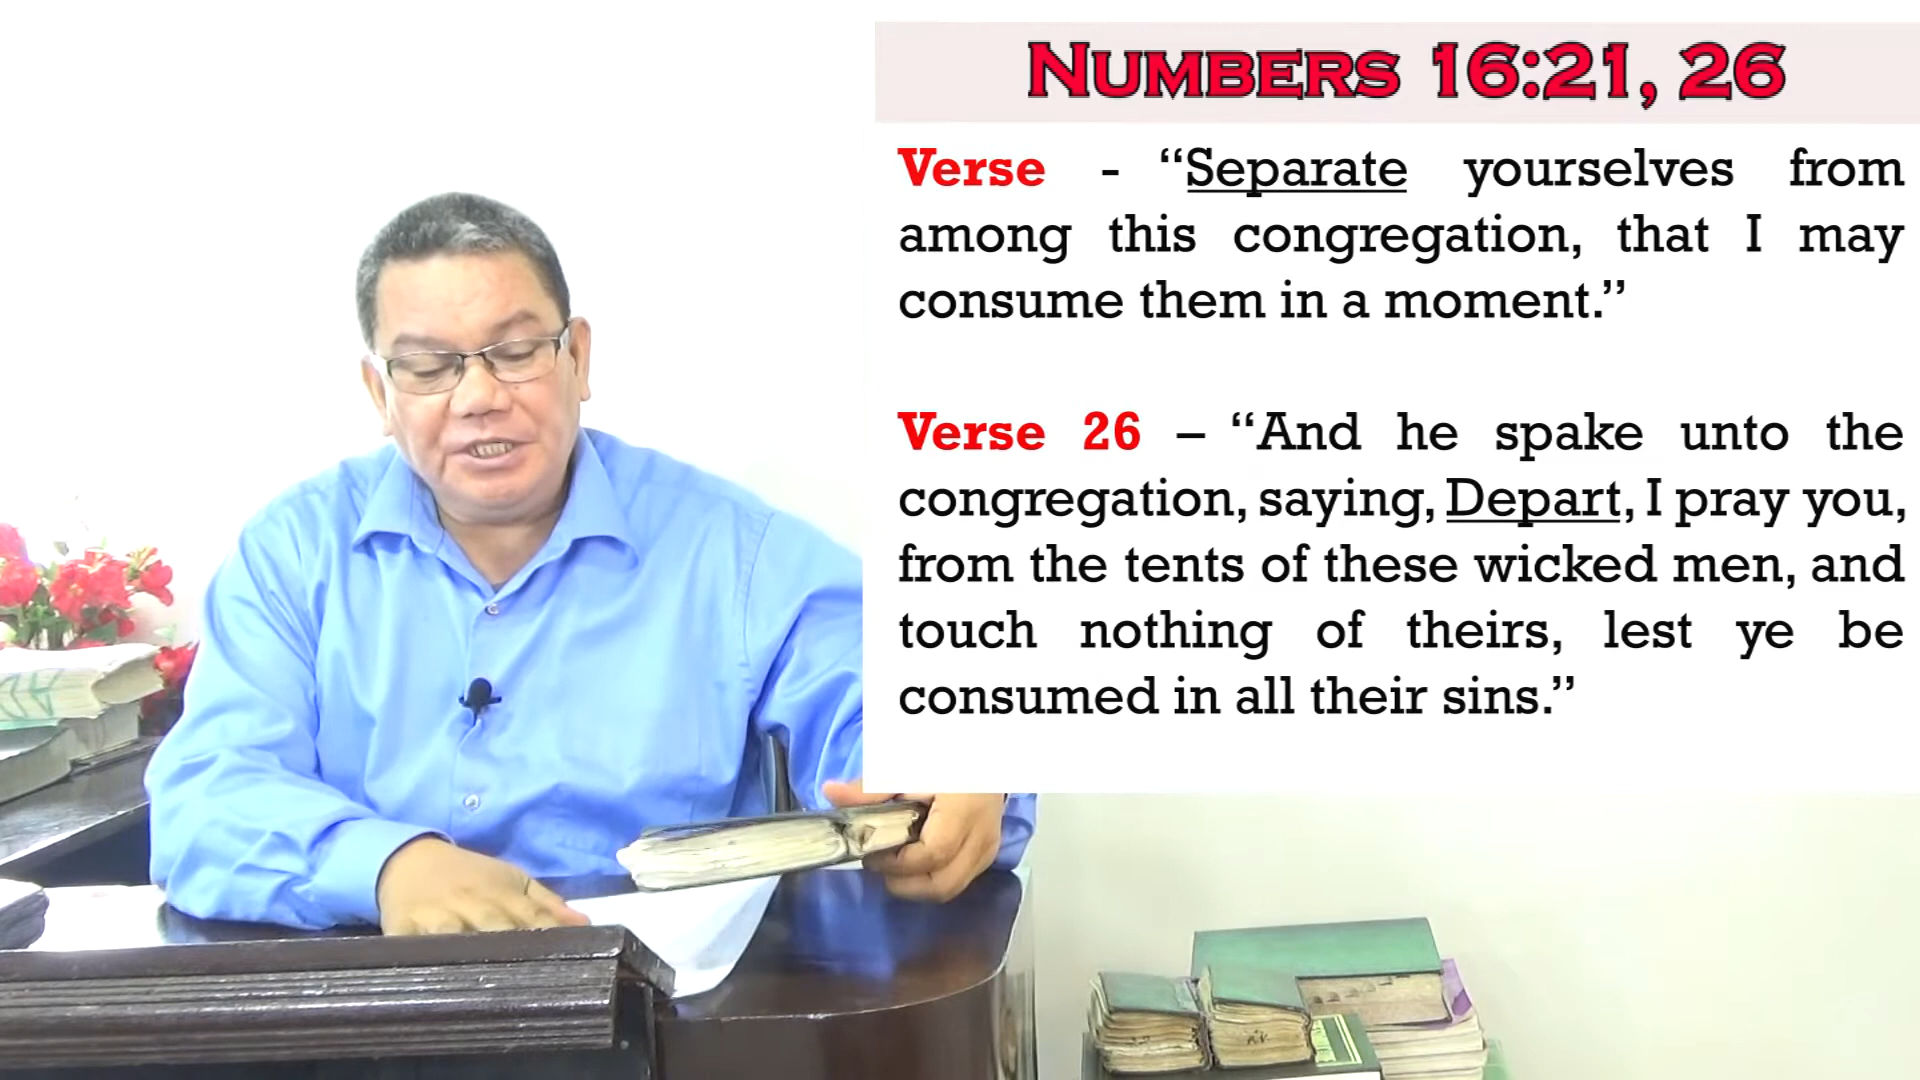 NUMBERS 16:21, 26
Verse - “Separate yourselves from
among this congregation, that I may
consume them in a moment.”
Verse 26 – “And he spake unto the
congregation, saying, Depart, I pray you,
from the tents of these wicked men, and
touch nothing of theirs, lest ye be
consumed in all their sins.”